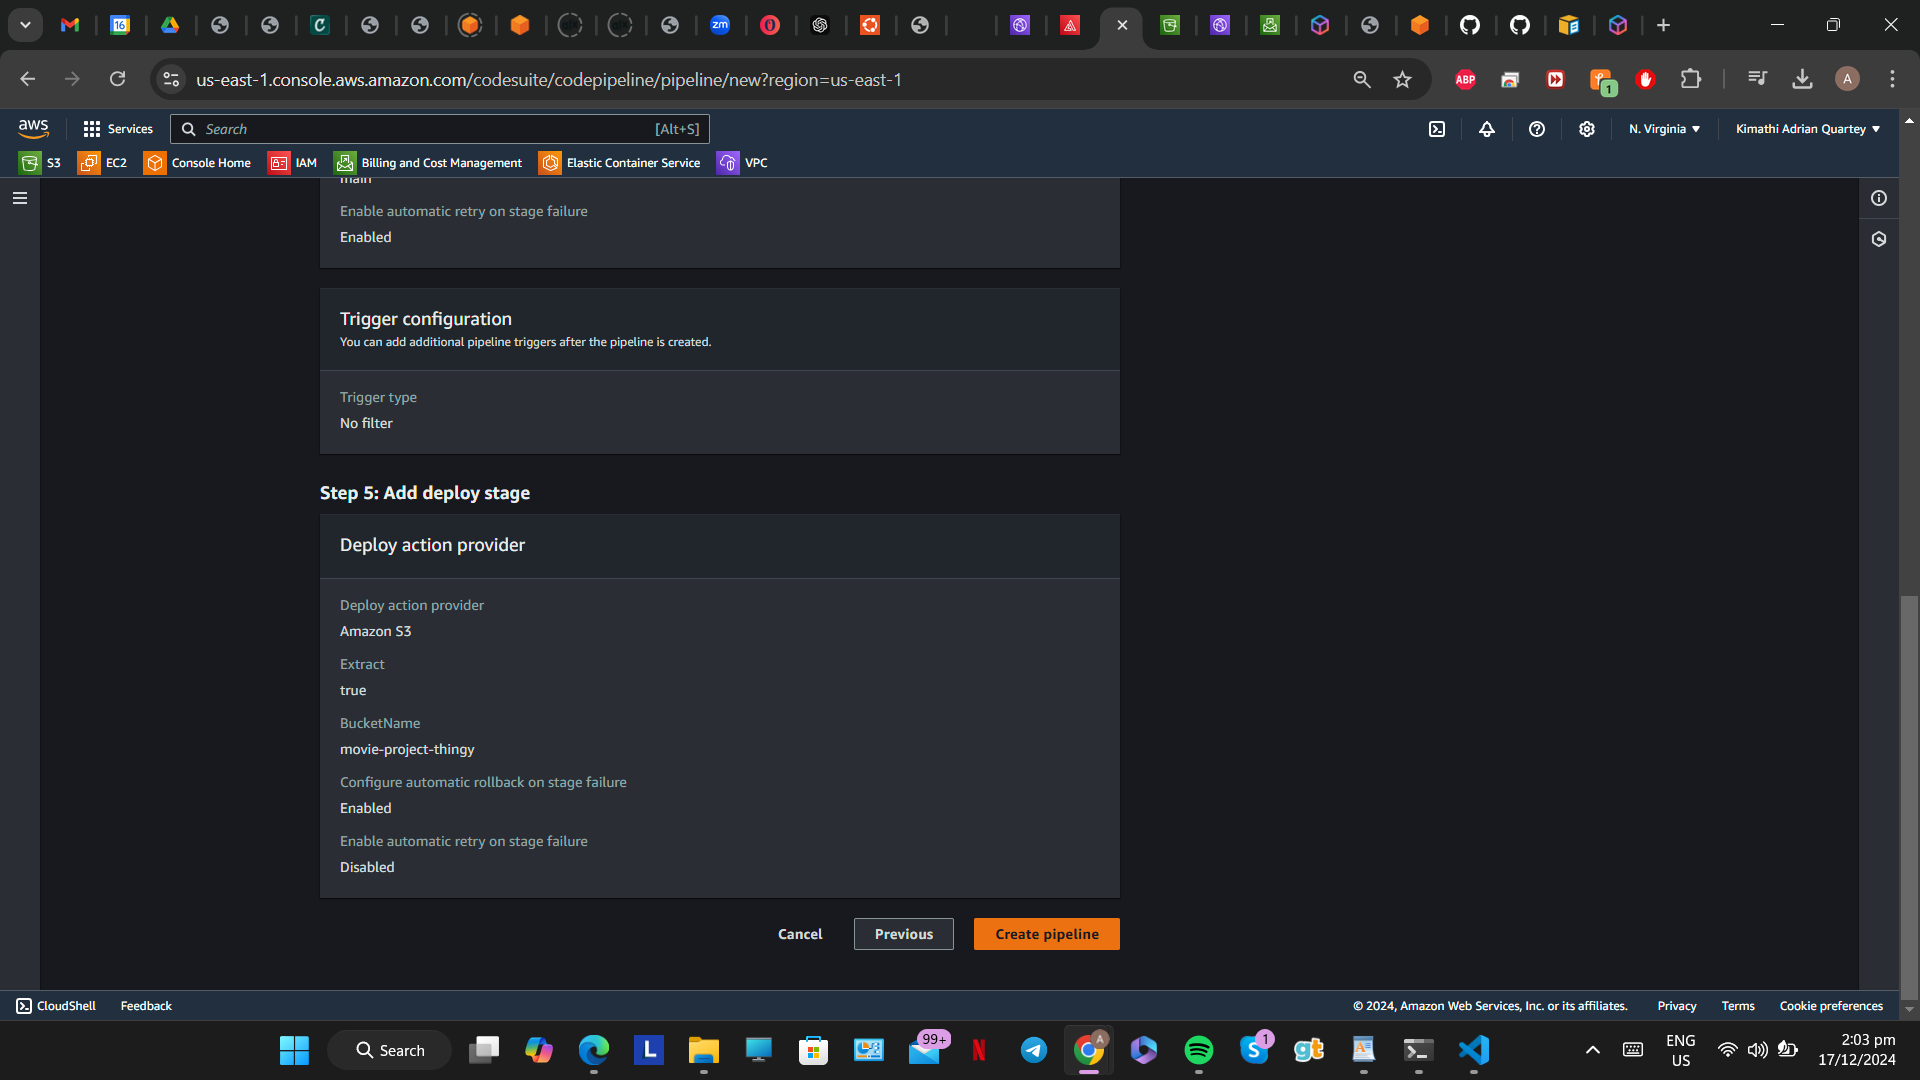 16
C
zm
us-east-1.console.aws.amazon.com/codesuite/codepipeline/pipeline/new?region=us-east-1
ABP
1
A
aws
Services
Search
[Alt+S]
N. Virginia
Kimathi Adrian Quartey
S3
EC2
Console Home
IAM
Billing and Cost Management
Elastic Container Service
VPC
main
Enable automatic retry on stage failure
Enabled
Trigger configuration
You can add additional pipeline triggers after the pipeline is created.
Trigger type
No filter
Step 5: Add deploy stage
Deploy action provider
Deploy action provider
Amazon S3
Extract
true
BucketName
movie-project-thingy
Configure automatic rollback on stage failure
Enabled
Enable automatic retry on stage failure
Disabled
Cancel
Previous
Create pipeline
CloudShell
Feedback
© 2024, Amazon Web Services, Inc. or its affiliates.
Privacy
Terms
Cookie preferences
Search
L
99+
N
A
S
1
gt
ENG
US
2:03 pm
17/12/2024